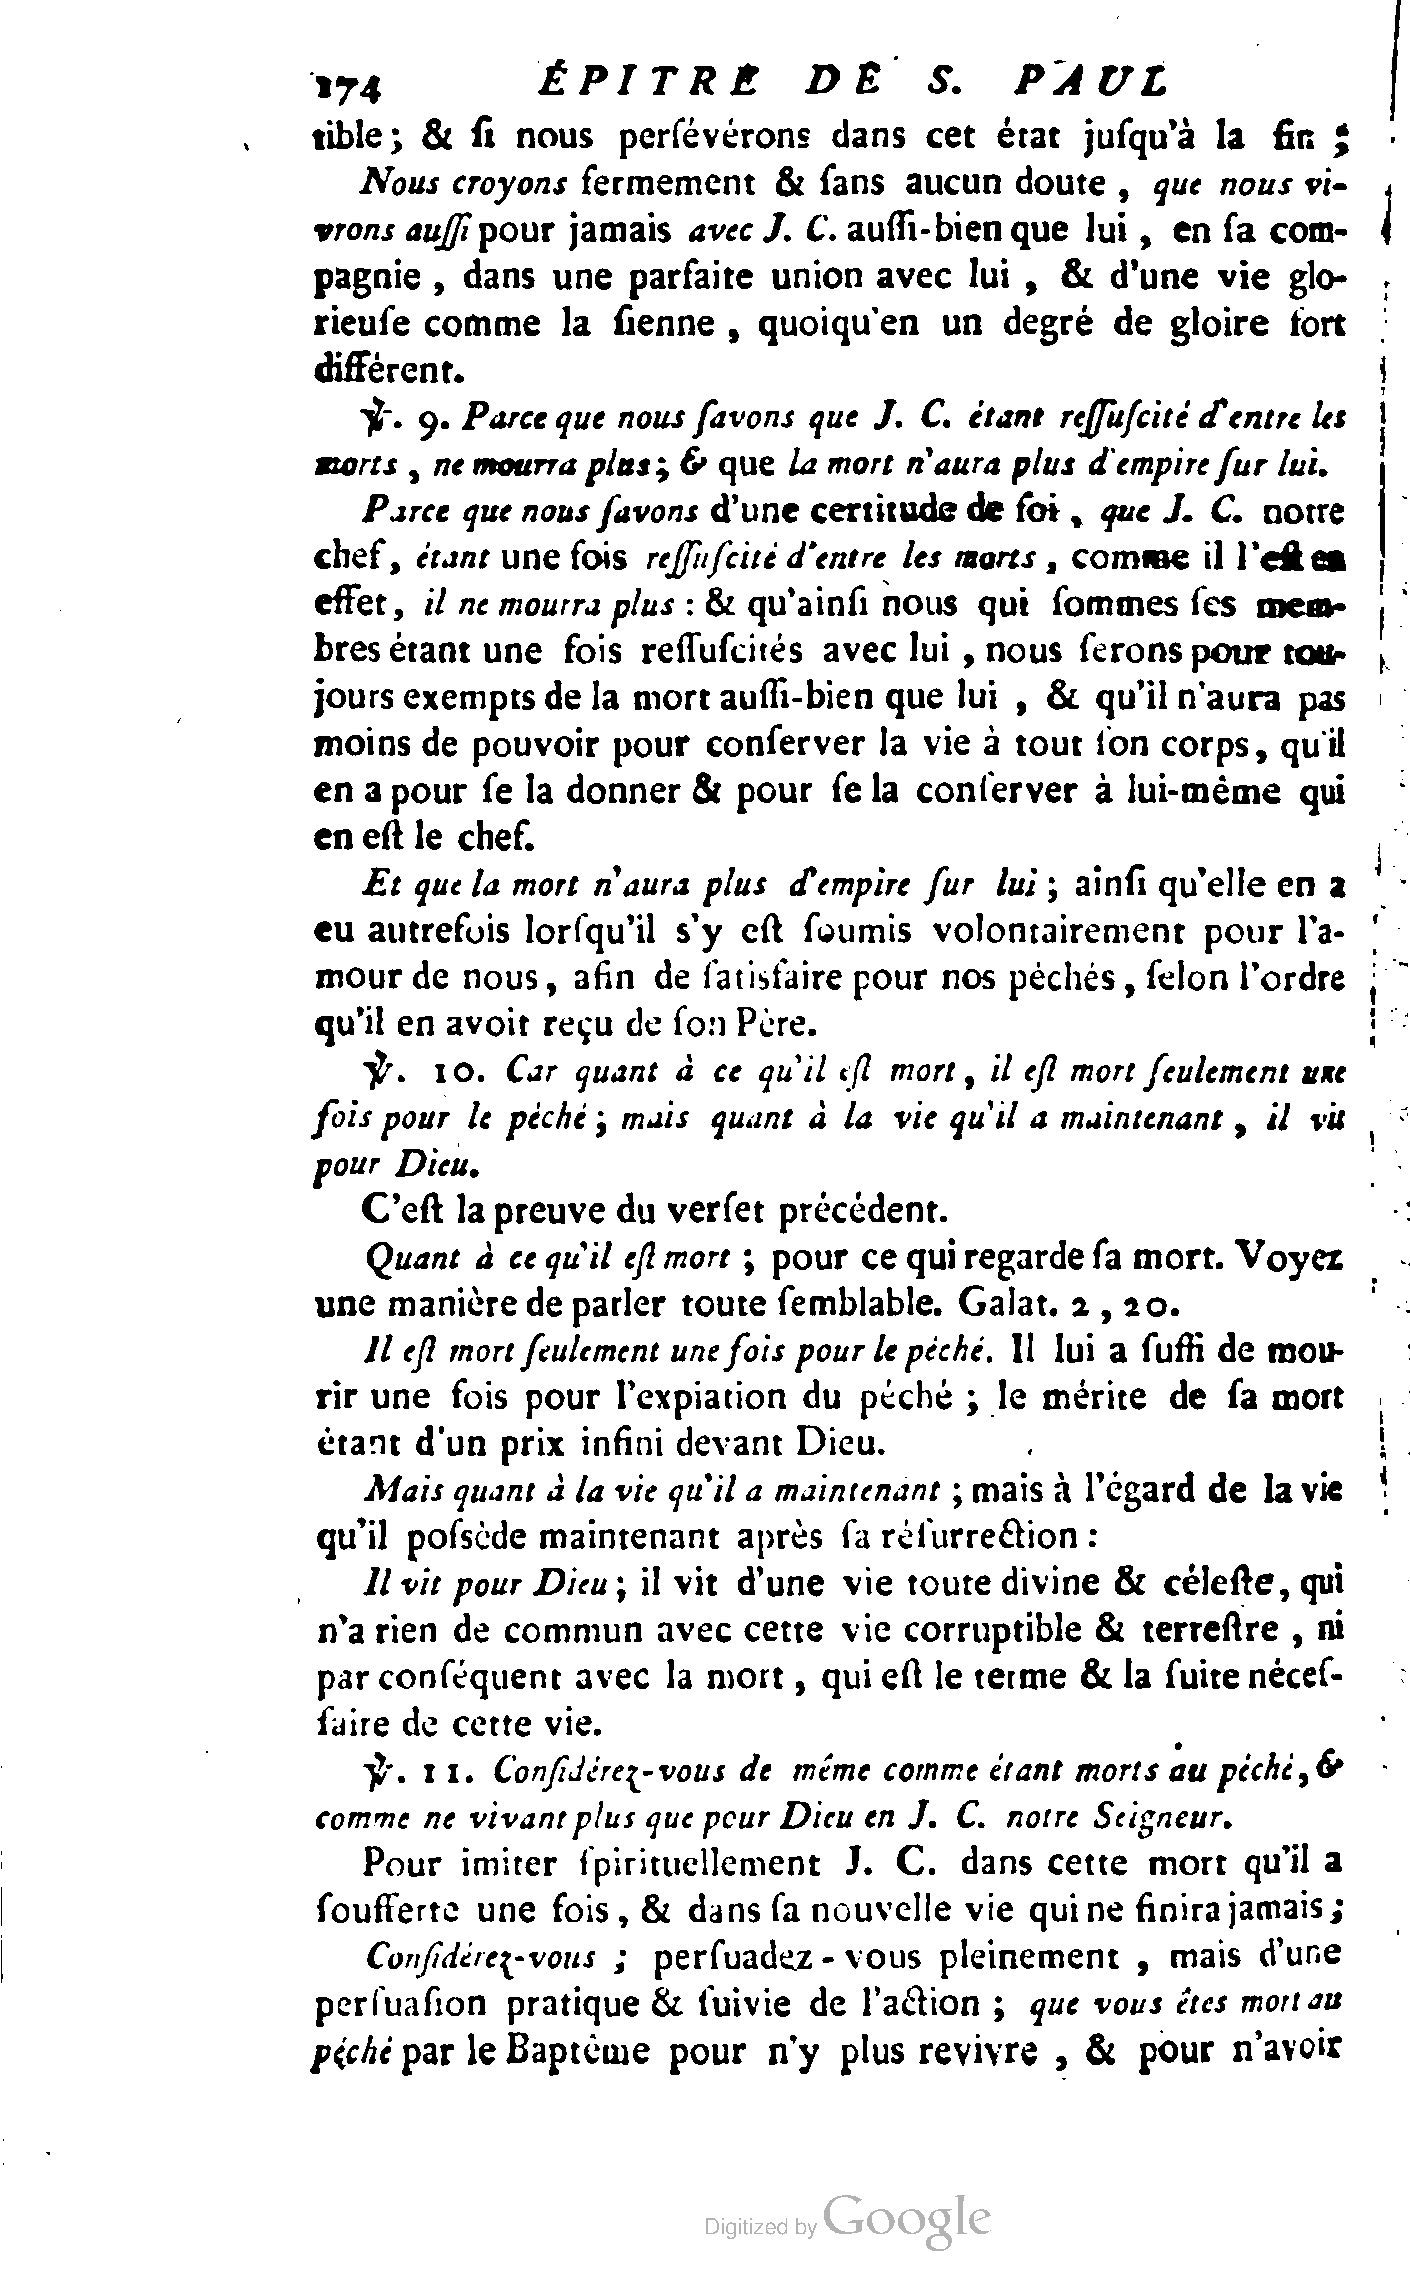 174 ÉPITRE DE S. PAUL
tible; & ſi nous perſévérons dans cet état juſqu'à la fin ;
Nous croyons fermement & ſans aucun doute , que nous vi-
vrons auſſi pour jamais avec J. C. auſſi-bien que lui , en ſa com-
pagnie , dans une parfaite union avec lui , & d'une vie glo-
rieuſe comme la ſienne , quoiqu'en un degré de gloire fort
différent.
℣. 9. Parce que nous ſavons que J. C. étant reſſuſcité d'entre les
morts , ne mourra plus ; & que la mort n'aura plus d'empire ſur lui.
Parce que nous ſavons d'une certitude de foi , que J. C. notre
chef, étant une fois reſſuſcité d'entre les morts , comme il l'eſt en
effet, il ne mourra plus : & qu'ainſi nous qui ſommes ſes mem-
bres étant une fois reſſuſcités avec lui , nous ſerons pour tou-
jours exempts de la mort auſſi-bien que lui , & qu'il n'aura pas
moins de pouvoir pour conſerver la vie à tout ſon corps, qu'il
en a pour ſe la donner & pour ſe la conſerver à lui-même qui
en eſt le chef.
Et que la mort n'aura plus d'empire ſur lui ; ainſi qu'elle en a
eu autrefois lorſqu'il s'y eſt ſoumis volontairement pour l'a-
mour de nous, afin de ſatisfaire pour nos péchés , ſelon l'ordre
qu'il en avoit reçu de ſon Père.
℣. 10. Car quant à ce qu'il eſt mort , il eſt mort ſeulement une
fois pour le péché ; mais quant à la vie qu'il a maintenant , il vit
pour Dieu.
C'eſt la preuve du verſet précédent.
Quant à ce qu'il eſt mort ; pour ce qui regarde ſa mort. Voyez
une manière de parler toute ſemblable. Galat. 2 , 20.
Il eſt mort ſeulement une fois pour le péché. Il lui a ſuffi de mou-
rir une fois pour l'expiation du péché ; le mérite de ſa mort
étant d'un prix infini devant Dieu.
Mais quant à la vie qu'il a maintenant ; mais à l'égard de la vie
qu'il poſsède maintenant après ſa réſurrection :
Il vit pour Dieu ; il vit d'une vie toute divine & céleſte, qui
n'a rien de commun avec cette vie corruptible & terreſtre , ni
par conſéquent avec la mort , qui eſt le terme & la ſuite néceſ-
ſaire de cette vie.
℣. 11. Conſidérez-vous de même comme étant morts au péché, &
comme ne vivant plus que pour Dieu en J. C. notre Seigneur.
Pour imiter ſpirituellement J. C. dans cette mort qu'il a
ſoufferte une fois , & dans ſa nouvelle vie qui ne finira jamais ;
Conſidérez-vous ; perſuadez - vous pleinement , mais d'une
perſuaſion pratique & ſuivie de l'action ; que vous êtes mort au
péché par le Baptême pour n'y plus revivre , & pour n'avoir
Digitized by Google